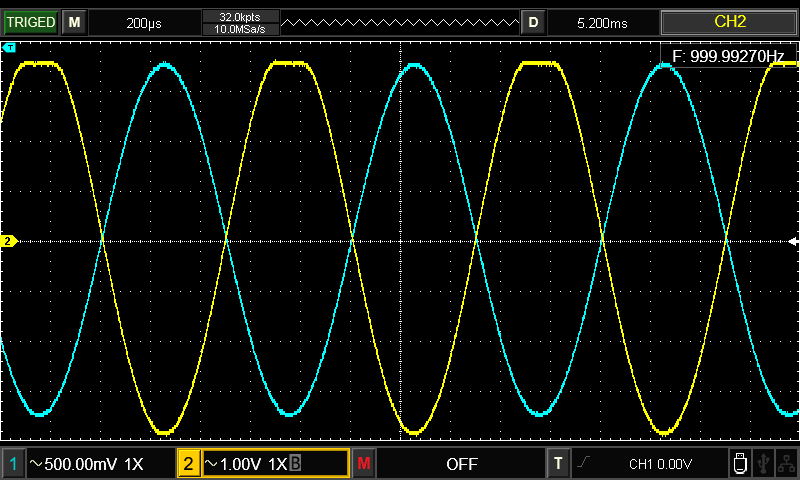 TRIGED M 200µs 32.0kpts D 5.200ms CH2
10.0MSa/s
T
F: 999.99270Hz
2
1 ~500.00mV 1X 2 ~1.00V 1X B M OFF T CH1 0.00V